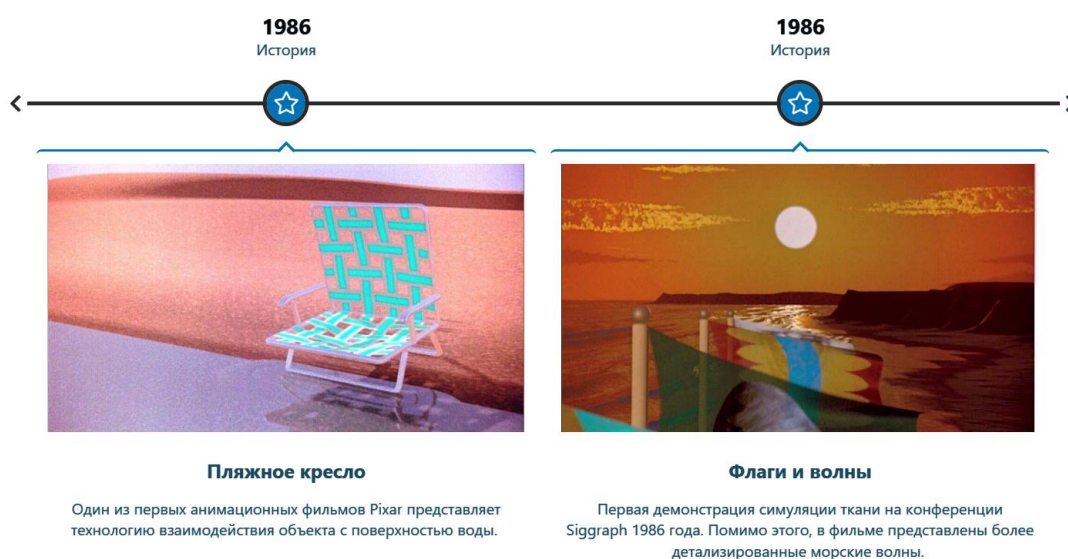 1986
История
1986
История
Пляжное кресло
Один из первых анимационных фильмов Pixar представляет
технологию взаимодействия объекта с поверхностью воды.
Флаги и волны
Первая демонстрация симуляции ткани на конференции
Siggraph 1986 года. Помимо этого, в фильме представлены более
детализированные морские волны.